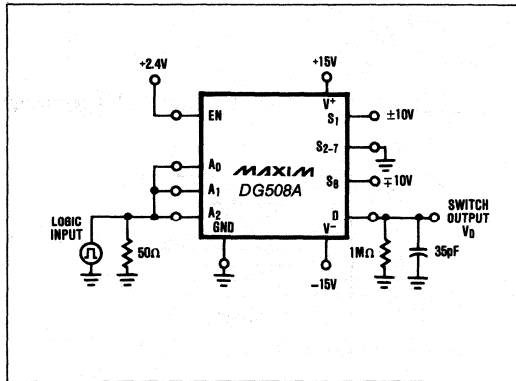 +2.4V
+15V
EN
V+
S1
±10V
S2-7
A0
A1
A2
MAXIM
DG508A
S8
∓10V
LOGIC
INPUT
50Ω
GND
D
V−
SWITCH
OUTPUT
VD
1MΩ
35pF
−15V